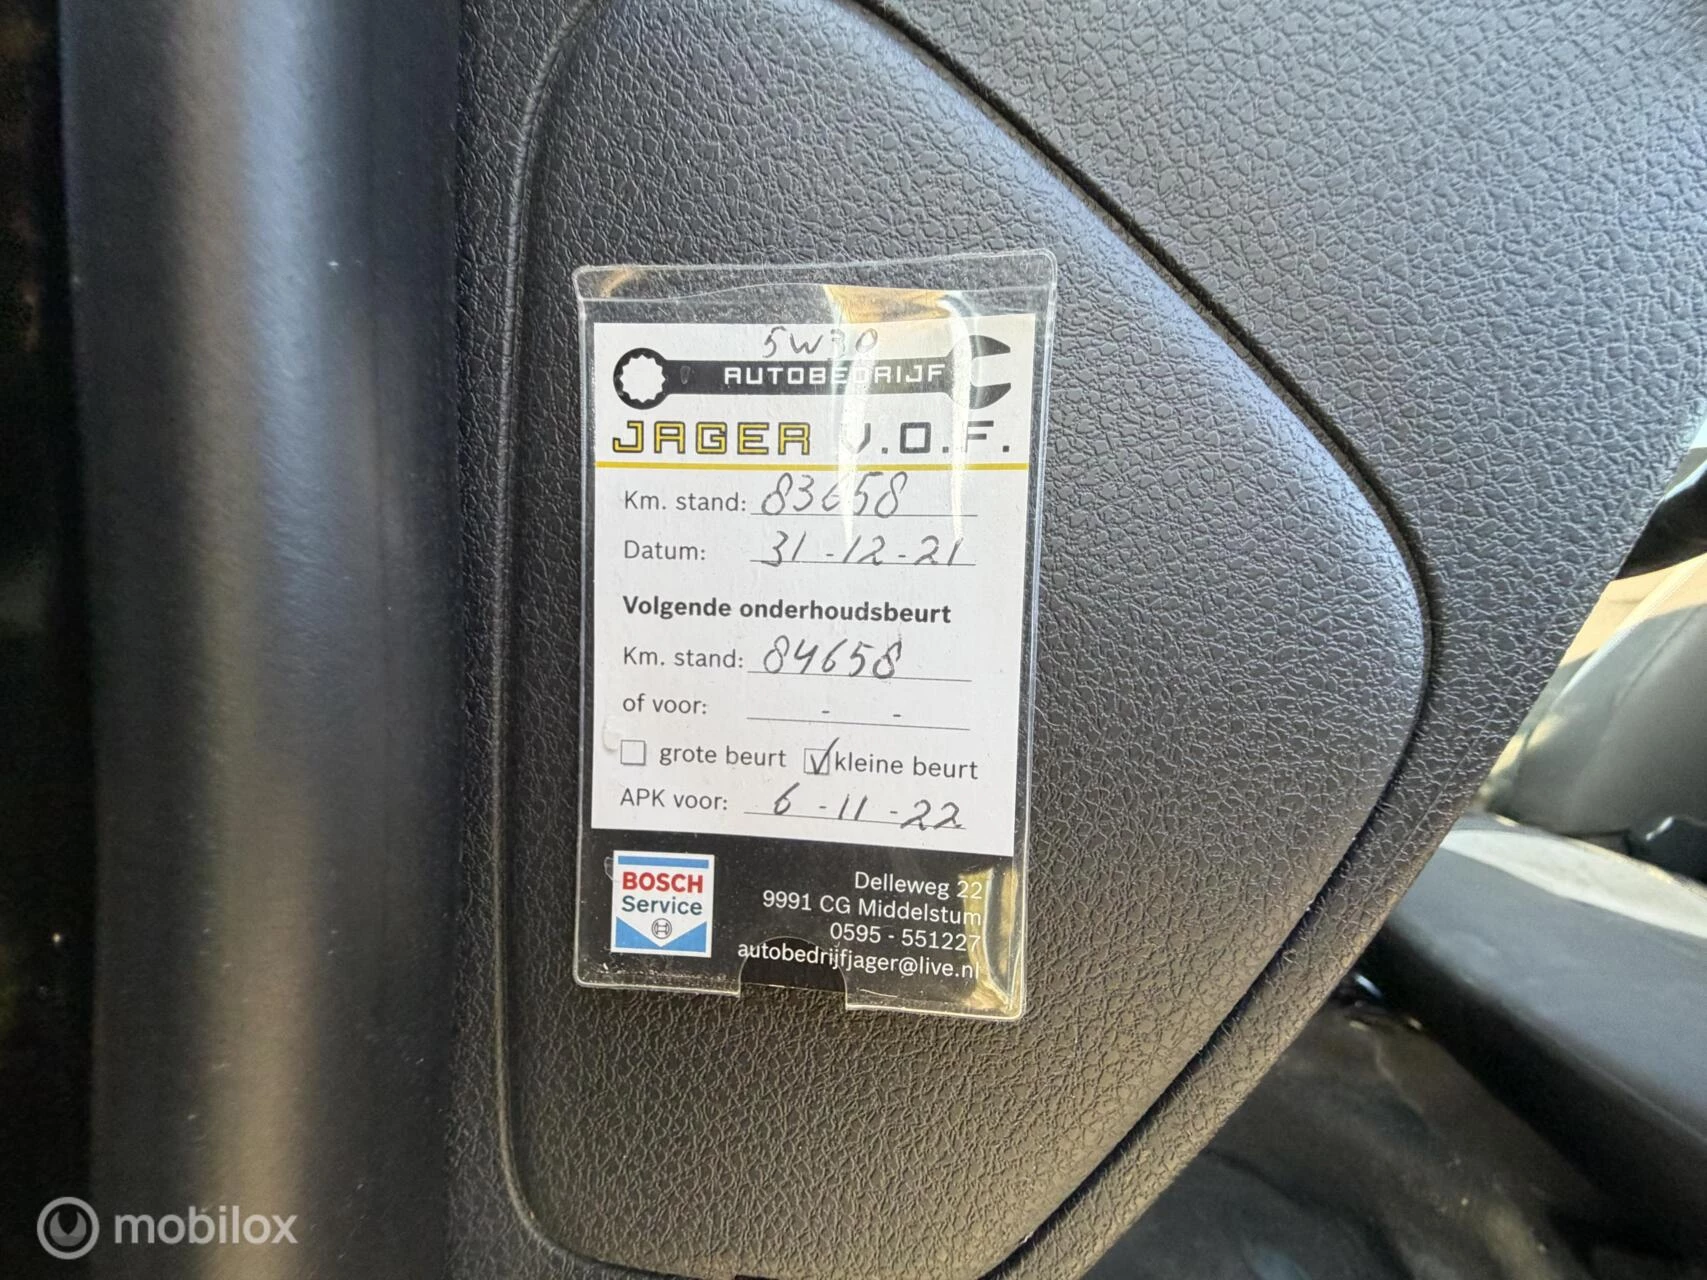 5W30
AUTOBEDRIJF
JAGER V.O.F.
Km. stand: 83658
Datum: 31-12-21
Volgende onderhoudsbeurt
Km. stand: 84658
of voor: - -
grote beurt kleine beurt
APK voor: 6-11-22
BOSCH
Service
Delleweg 22
9991 CG Middelstum
0595 - 551227
autobedrijfjager@live.nl
mobilox